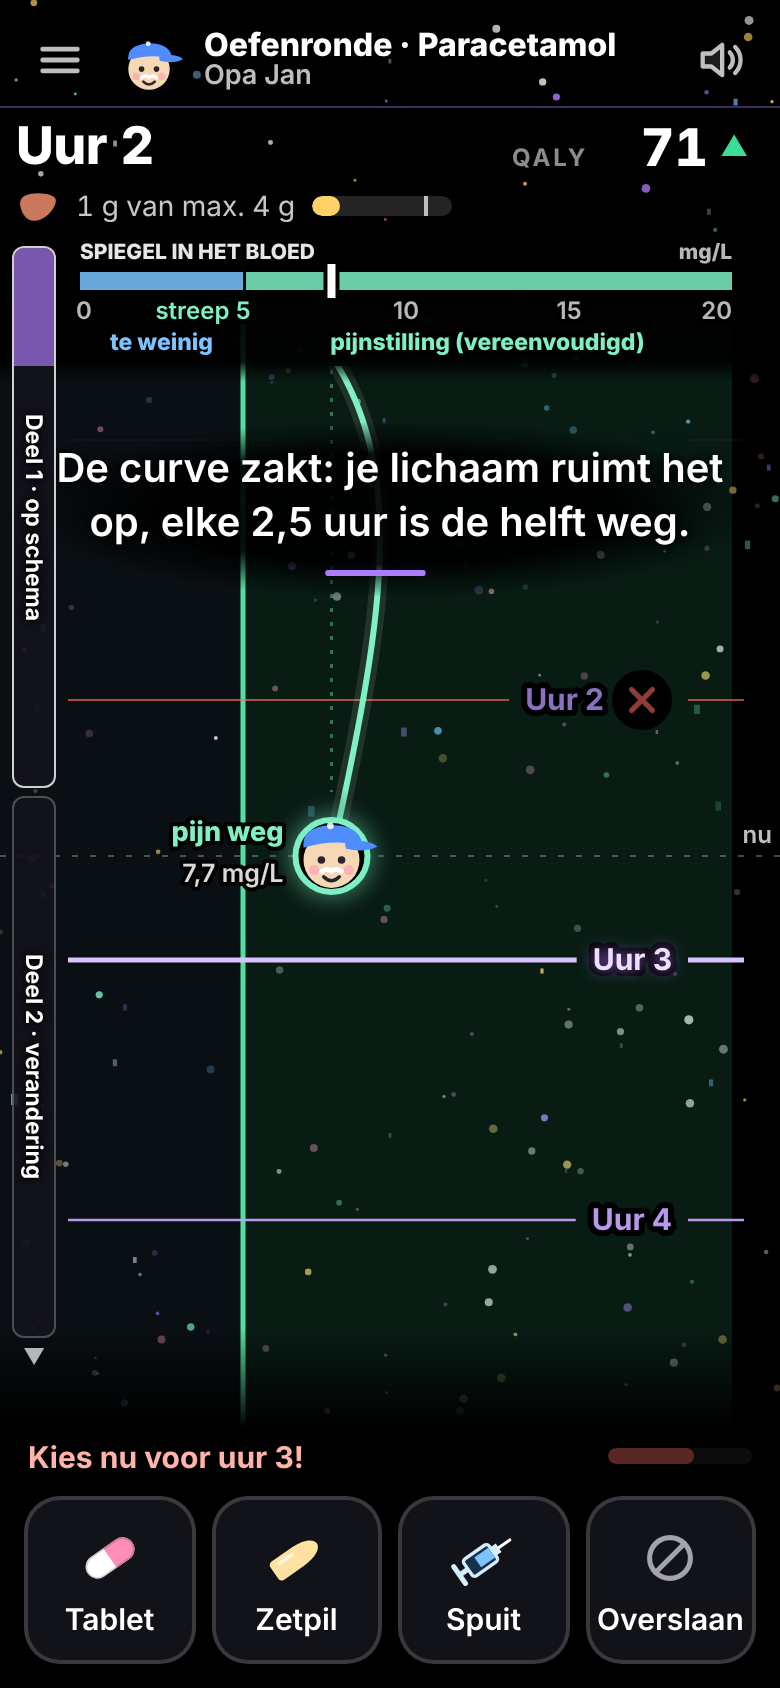 Oefenronde · Paracetamol
Opa Jan
Uur 2
QALY 71
1 g van max. 4 g
SPIEGEL IN HET BLOED mg/L
0 streep 5 10 15 20
te weinig pijnstilling (vereenvoudigd)
Deel 1 · op schema
De curve zakt: je lichaam ruimt het
op, elke 2,5 uur is de helft weg.
Uur 2
pijn weg
7,7 mg/L
nu
Uur 3
Deel 2 · verandering
Uur 4
Kies nu voor uur 3!
Tablet Zetpil Spuit Overslaan